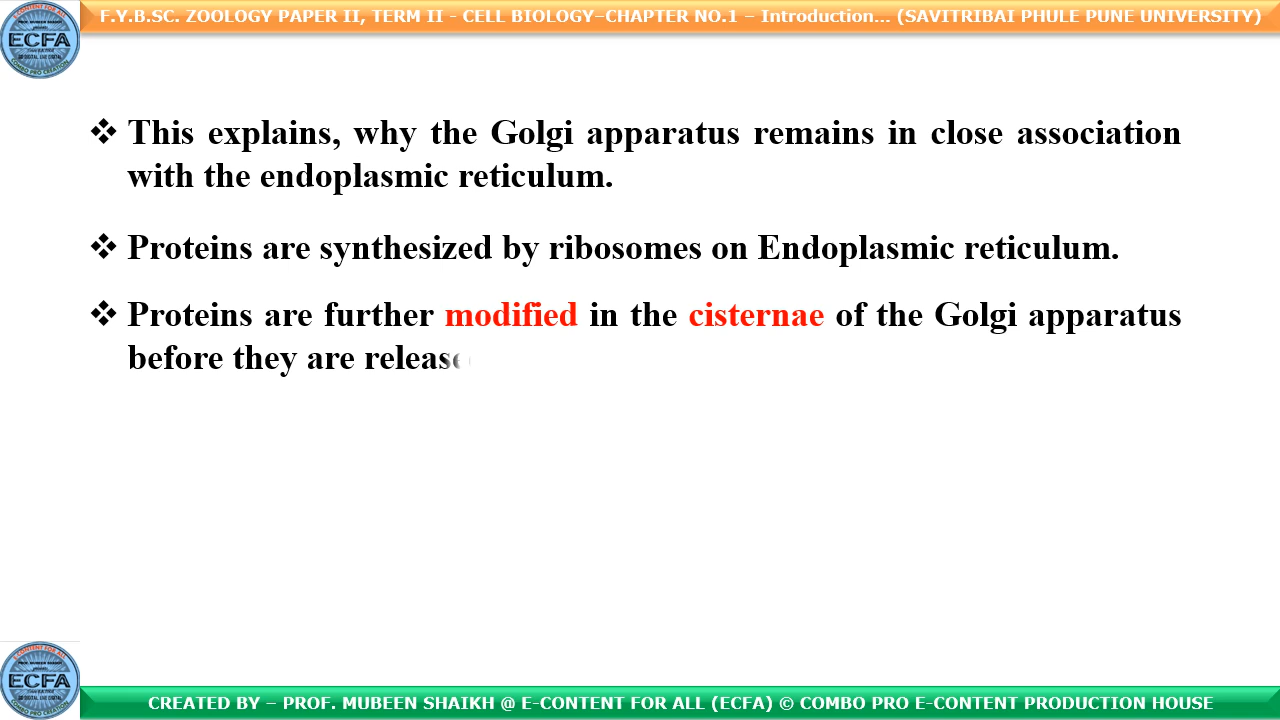 F.Y.B.SC. ZOOLOGY PAPER II, TERM II - CELL BIOLOGY–CHAPTER NO.1 – Introduction... (SAVITRIBAI PHULE PUNE UNIVERSITY)
ECFA
❖ This explains, why the Golgi apparatus remains in close association
with the endoplasmic reticulum.
❖ Proteins are synthesized by ribosomes on Endoplasmic reticulum.
❖ Proteins are further modified in the cisternae of the Golgi apparatus
before they are release
ECFA
CREATED BY – PROF. MUBEEN SHAIKH @ E-CONTENT FOR ALL (ECFA) © COMBO PRO E-CONTENT PRODUCTION HOUSE